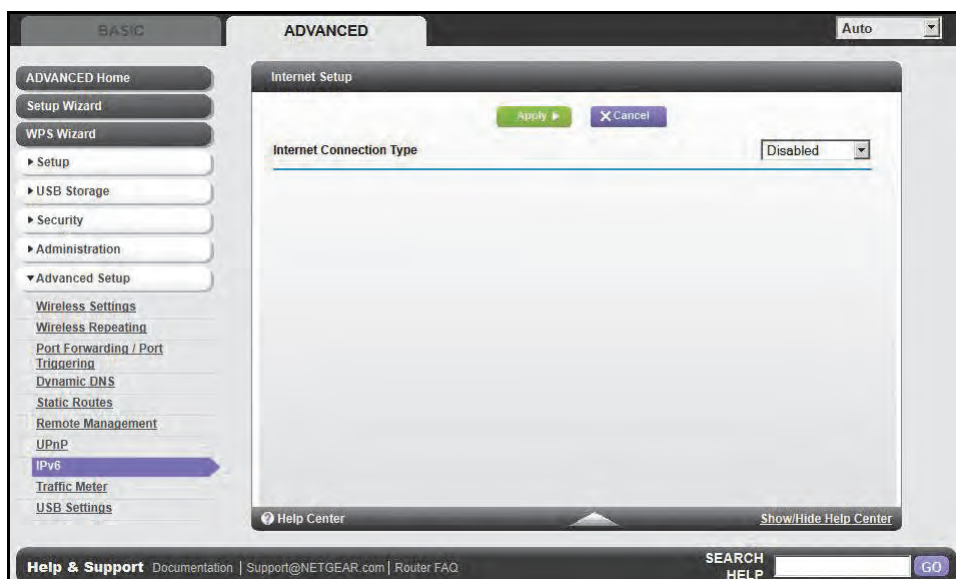 BASIC
ADVANCED
Auto
ADVANCED Home
Setup Wizard
WPS Wizard
Setup
USB Storage
Security
Administration
Advanced Setup
Wireless Settings
Wireless Repeating
Port Forwarding / Port
Triggering
Dynamic DNS
Static Routes
Remote Management
UPnP
IPv6
Traffic Meter
USB Settings
Internet Setup
Apply
Cancel
Internet Connection Type
Disabled
Help Center
Show/Hide Help Center
Help & Support Documentation | Support@NETGEAR.com | Router FAQ
SEARCH
HELP
GO